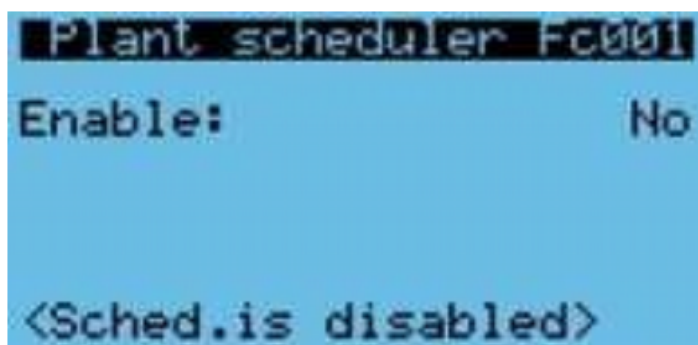 Plant scheduler Fc001
Enable: No
<Sched.is disabled>